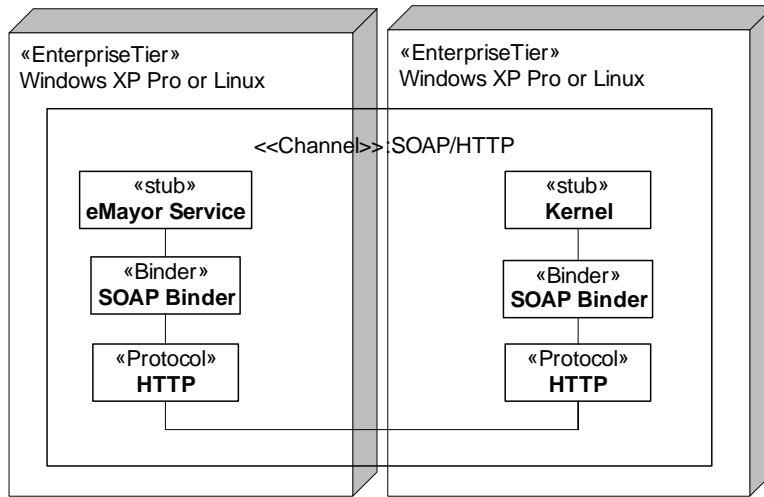 «EnterpriseTier»
Windows XP Pro or Linux
«EnterpriseTier»
Windows XP Pro or Linux
<<Channel>>:SOAP/HTTP
«stub»
eMayor Service
«stub»
Kernel
«Binder»
SOAP Binder
«Binder»
SOAP Binder
«Protocol»
HTTP
«Protocol»
HTTP